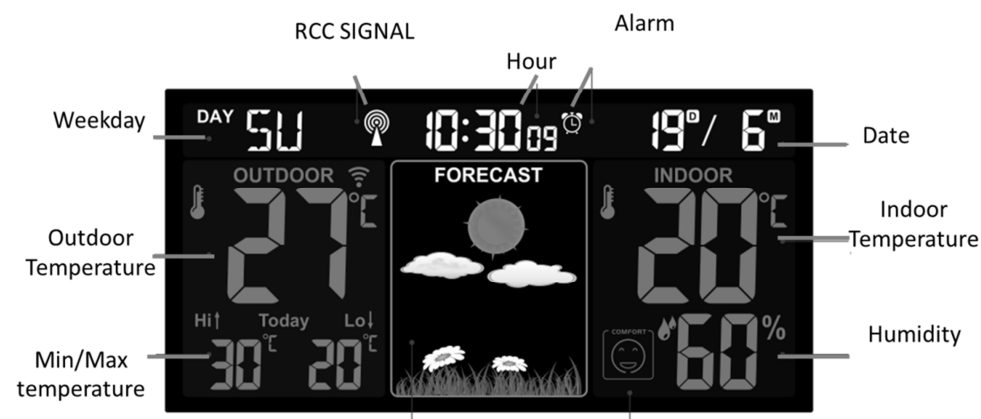 RCC SIGNAL
Alarm
Hour
Weekday
DAY SU 10:30 09 19 D / 6 M
Date
OUTDOOR
FORECAST
INDOOR
27 °C
20 °C
Outdoor
Temperature
Indoor
Temperature
Hi↑ Today Lo↓
30 °C 20 °C
COMFORT
60 %
Humidity
Min/Max
temperature